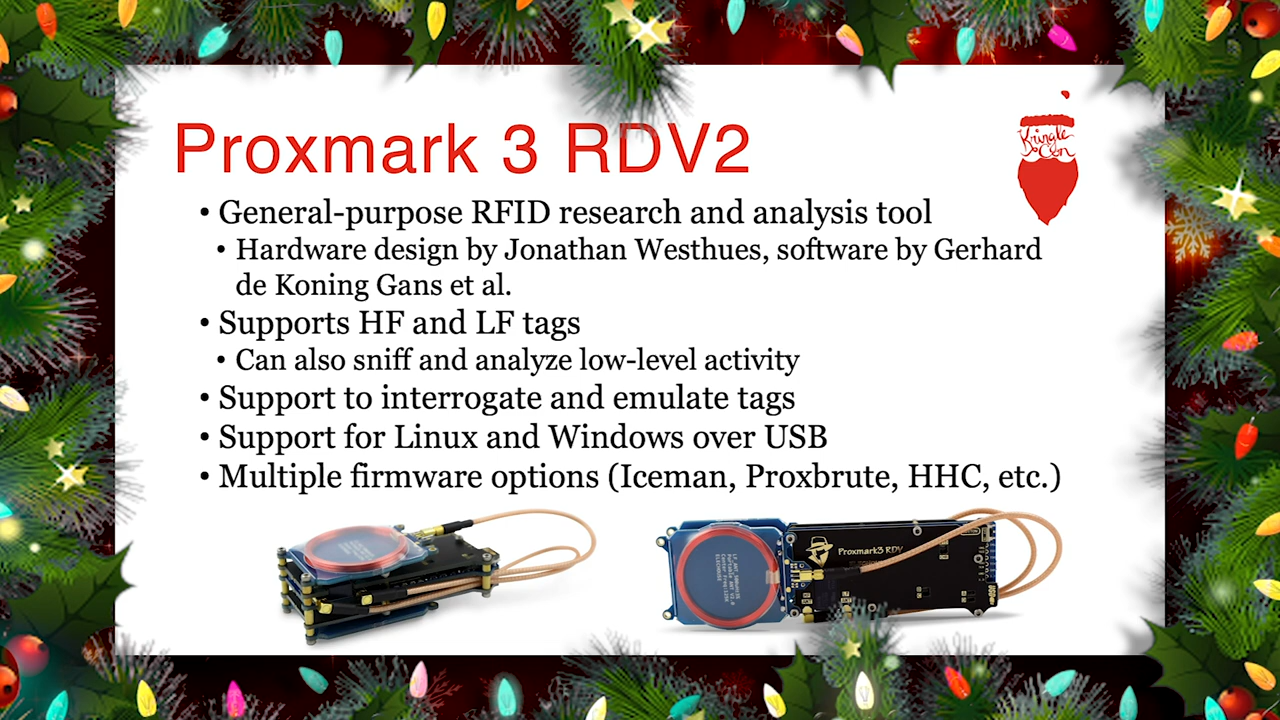 Proxmark 3 RDV2
Kringle
Con
• General-purpose RFID research and analysis tool
• Hardware design by Jonathan Westhues, software by Gerhard
de Koning Gans et al.
• Supports HF and LF tags
• Can also sniff and analyze low-level activity
• Support to interrogate and emulate tags
• Support for Linux and Windows over USB
• Multiple firmware options (Iceman, Proxbrute, HHC, etc.)
Proxmark3 RDV